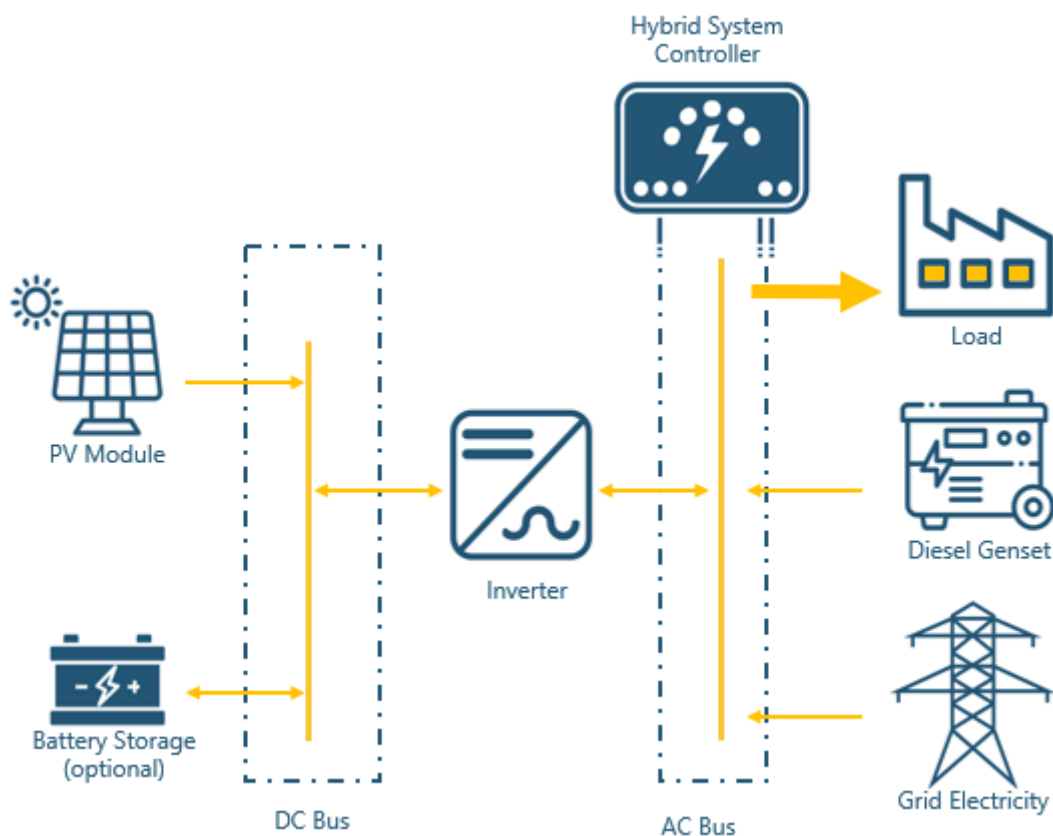 Hybrid System
Controller
Load
PV Module
Diesel Genset
Inverter
Battery Storage
(optional)
Grid Electricity
DC Bus
AC Bus